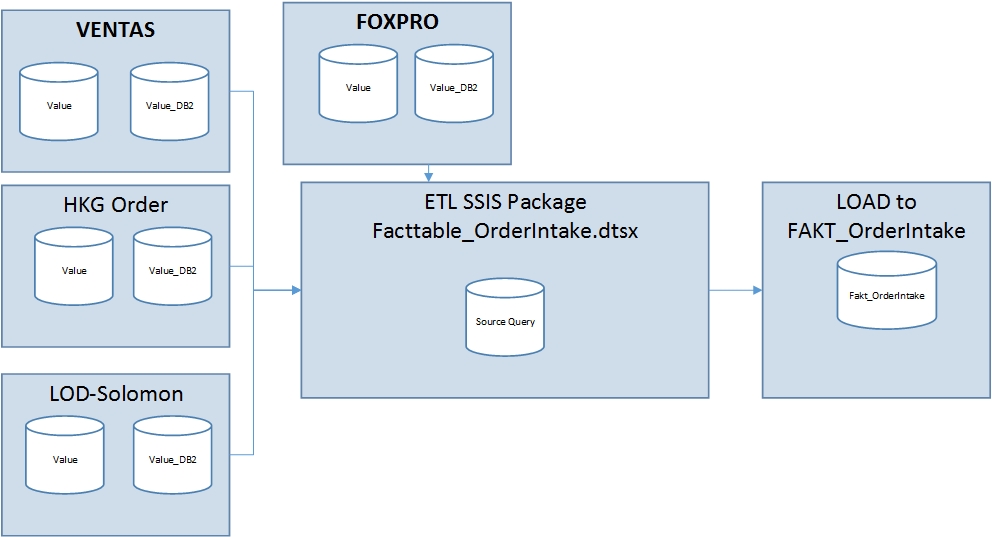 VENTAS
Value
Value_DB2
FOXPRO
Value
Value_DB2
HKG Order
Value
Value_DB2
LOD-Solomon
Value
Value_DB2
ETL SSIS Package
Facttable_OrderIntake.dtsx
Source Query
LOAD to
FAKT_OrderIntake
Fakt_OrderIntake